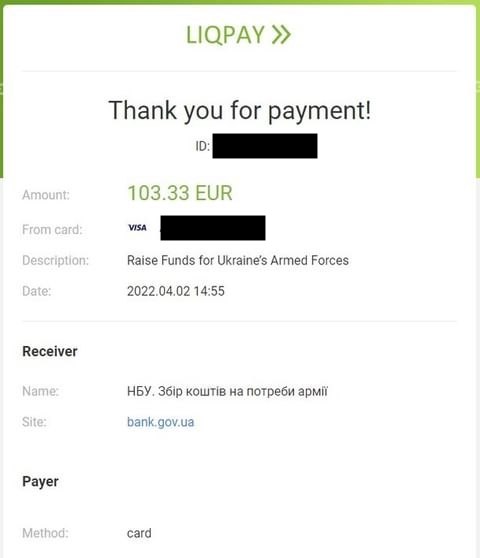 LIQPAY
Thank you for payment!
ID:
Amount: 103.33 EUR
From card: VISA
Description: Raise Funds for Ukraine’s Armed Forces
Date: 2022.04.02 14:55
Receiver
Name: НБУ. Збір коштів на потреби армії
Site: bank.gov.ua
Payer
Method: card